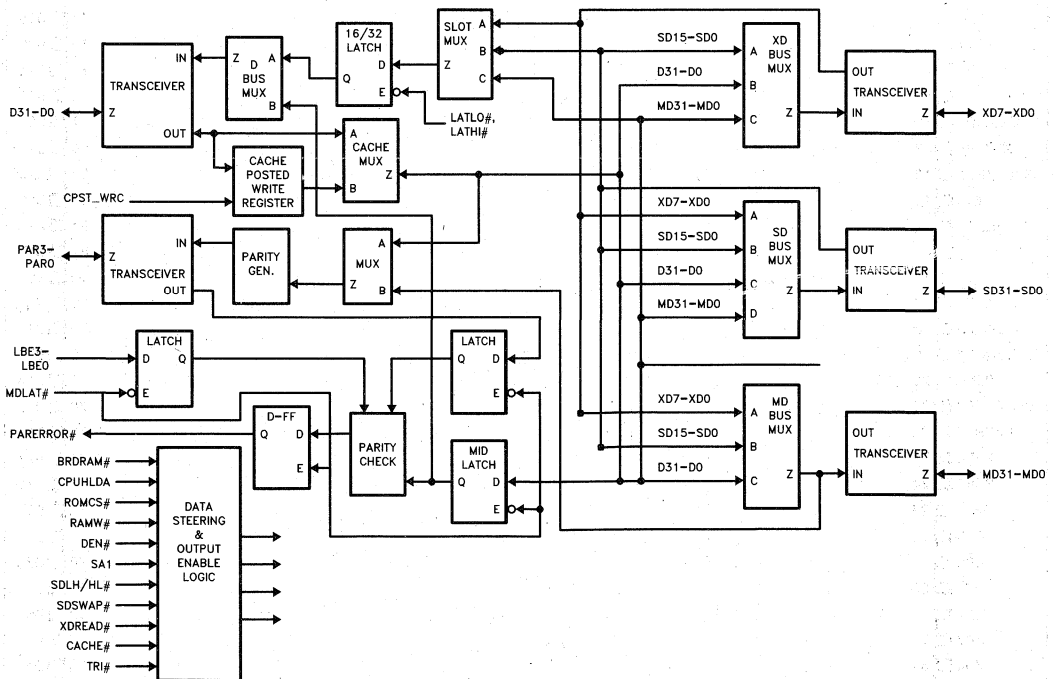 D31-D0
IN
TRANSCEIVER
Z
OUT
Z
D
BUS
MUX
A
B
16/32
LATCH
D
Q
E
LATLO#,
LATHI#
SLOT
MUX
A
B
Z
C
CACHE
POSTED
WRITE
REGISTER
CPST_WRC
A
CACHE
MUX
Z
B
PAR3-
PAR0
IN
Z
TRANSCEIVER
OUT
PARITY
GEN.
A
MUX
Z
B
LBE3-
LBE0
LATCH
D
Q
E
MDLAT#
PARERROR#
D-FF
Q
D
E
PARITY
CHECK
LATCH
Q
D
E
MID
LATCH
Q
D
E
BRDRAM#
CPUHLDA
ROMCS#
RAMW#
DEN#
SA1
SDLH/HL#
SDSWAP#
XDREAD#
CACHE#
TRI#
DATA
STEERING
&
OUTPUT
ENABLE
LOGIC
SD15-SD0
D31-D0
MD31-MD0
XD
BUS
MUX
A
B
Z
C
OUT
TRANSCEIVER
IN
Z
XD7-XD0
XD7-XD0
SD15-SD0
D31-D0
MD31-MD0
A
SD
BUS
MUX
B
C
Z
D
OUT
TRANSCEIVER
IN
Z
SD31-SD0
XD7-XD0
SD15-SD0
D31-D0
MD
BUS
MUX
A
B
Z
C
OUT
TRANSCEIVER
IN
Z
MD31-MD0